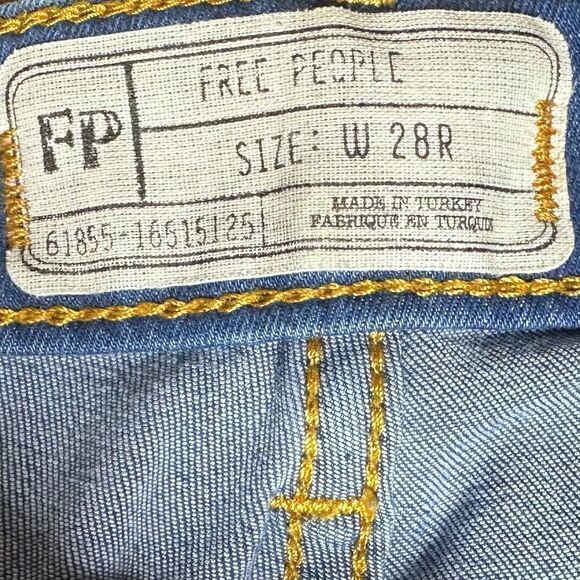 FP
FREE PEOPLE
SIZE: W 28R
61855-16515125
MADE IN TURKEY
FABRIQUE EN TURQUIE